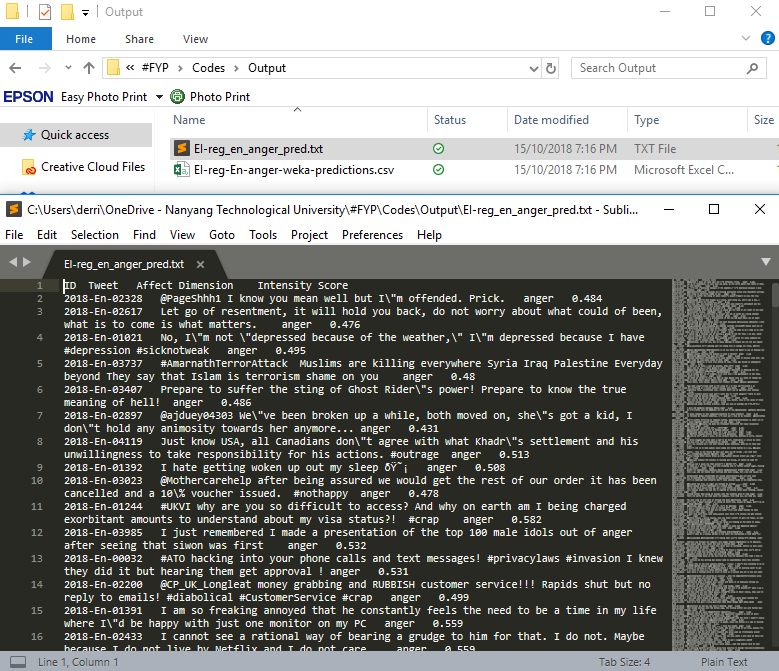 Output
File Home Share View
« #FYP > Codes > Output
Search Output
EPSON Easy Photo Print Photo Print
Name Status Date modified Type Size
Quick access
El-reg_en_anger_pred.txt 15/10/2018 7:16 PM TXT File
Creative Cloud Files
El-reg-En-anger-weka-predictions.csv 15/10/2018 7:16 PM Microsoft Excel C...
C:\Users\derri\OneDrive - Nanyang Technological University\#FYP\Codes\Output\El-reg_en_anger_pred.txt - Subli...
File Edit Selection Find View Goto Tools Project Preferences Help
El-reg_en_anger_pred.txt
1 ID Tweet Affect Dimension Intensity Score
2 2018-En-02328 @PageShhh1 I know you mean well but I\"m offended. Prick. anger 0.484
3 2018-En-02617 Let go of resentment, it will hold you back, do not worry about what could of been,
what is to come is what matters. anger 0.476
4 2018-En-01021 No, I\"m not \"depressed because of the weather,\" I\"m depressed because I have
#depression #sicknotweak anger 0.495
5 2018-En-03737 #AmarnathTerrorAttack Muslims are killing everywhere Syria Iraq Palestine Everyday
beyond They say that Islam is terrorism shame on you anger 0.48
6 2018-En-03407 Prepare to suffer the sting of Ghost Rider\"s power! Prepare to know the true
meaning of hell! anger 0.486
7 2018-En-02897 @ajduey04303 We\"ve been broken up a while, both moved on, she\"s got a kid, I
don\"t hold any animosity towards her anymore... anger 0.431
8 2018-En-04119 Just know USA, all Canadians don\"t agree with what Khadr\"s settlement and his
unwillingness to take responsibility for his actions. #outrage anger 0.513
9 2018-En-01392 I hate getting woken up out my sleep ðŸ˜¡ anger 0.508
10 2018-En-03023 @Mothercarehelp after being assured we would get the rest of our order it has been
cancelled and a 10\% voucher issued. #nothappy anger 0.478
11 2018-En-01244 #UKVI why are you so difficult to access? And why on earth am I being charged
exorbitant amounts to understand about my visa status?! #crap anger 0.582
12 2018-En-03985 I just remembered I made a presentation of the top 100 male idols out of anger
after seeing that siwon was first anger 0.532
13 2018-En-00032 #ATO hacking into your phone calls and text messages! #privacylaws #invasion I knew
they did it but hearing them get approval ! anger 0.531
14 2018-En-02200 @CP_UK_Longleat money grabbing and RUBBISH customer service!!! Rapids shut but no
reply to emails! #diabolical #CustomerService #crap anger 0.499
15 2018-En-01391 I am so freaking annoyed that he constantly feels the need to be a time in my life
where I\"d be happy with just one monitor on my PC anger 0.559
16 2018-En-02433 I cannot see a rational way of bearing a grudge to him for that. I do not. Maybe
because I do not live by Netflix and I do not care anger 0.559
Line 1, Column 1 Tab Size: 4 Plain Text